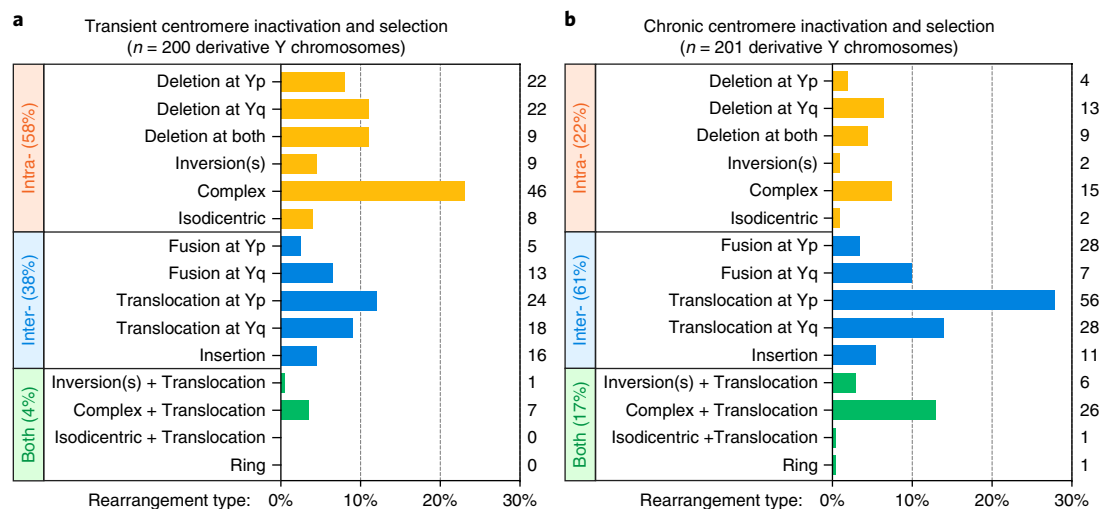 a
Transient centromere inactivation and selection
(n = 200 derivative Y chromosomes)
Intra- (58%)
Deletion at Yp 22
Deletion at Yq 22
Deletion at both 9
Inversion(s) 9
Complex 46
Isodicentric 8
Inter- (38%)
Fusion at Yp 5
Fusion at Yq 13
Translocation at Yp 24
Translocation at Yq 18
Insertion 16
Both (4%)
Inversion(s) + Translocation 1
Complex + Translocation 7
Isodicentric + Translocation 0
Ring 0
Rearrangement type: 0% 10% 20% 30%
b
Chronic centromere inactivation and selection
(n = 201 derivative Y chromosomes)
Intra- (22%)
Deletion at Yp 4
Deletion at Yq 13
Deletion at both 9
Inversion(s) 2
Complex 15
Isodicentric 2
Inter- (61%)
Fusion at Yp 28
Fusion at Yq 7
Translocation at Yp 56
Translocation at Yq 28
Insertion 11
Both (17%)
Inversion(s) + Translocation 6
Complex + Translocation 26
Isodicentric +Translocation 1
Ring 1
Rearrangement type: 0% 10% 20% 30%